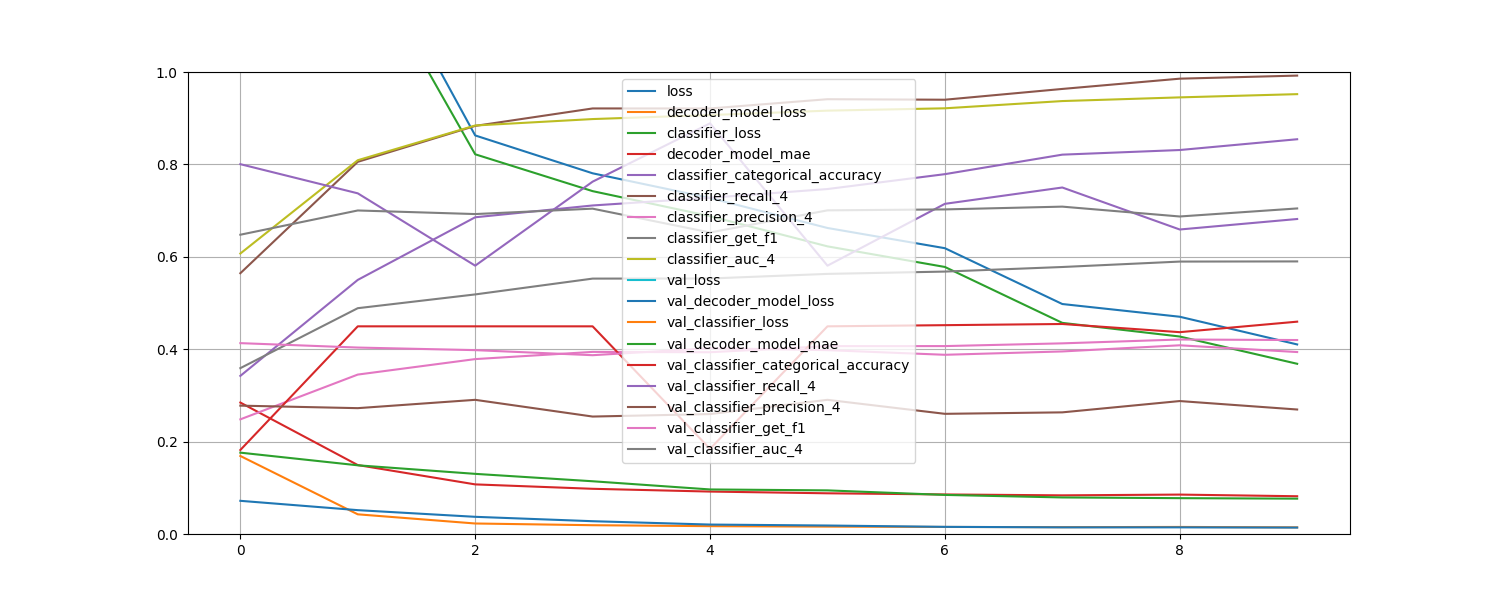 1.0
0.8
0.6
0.4
0.2
0.0
loss
decoder_model_loss
classifier_loss
decoder_model_mae
classifier_categorical_accuracy
classifier_recall_4
classifier_precision_4
classifier_get_f1
classifier_auc_4
val_loss
val_decoder_model_loss
val_classifier_loss
val_decoder_model_mae
val_classifier_categorical_accuracy
val_classifier_recall_4
val_classifier_precision_4
val_classifier_get_f1
val_classifier_auc_4
0 2 4 6 8